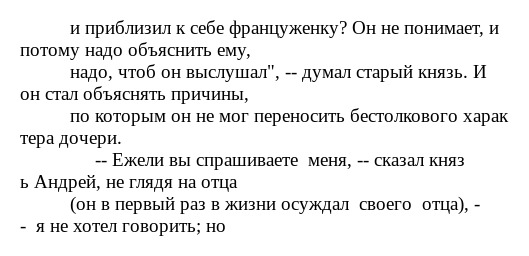 и приблизил к себе француженку? Он не понимает, и
потому надо объяснить ему,
надо, чтоб он выслушал", -- думал старый князь. И
он стал объяснять причины,
по которым он не мог переносить бестолкового харак
тера дочери.
-- Ежели вы спрашиваете  меня, -- сказал княз
ь Андрей, не глядя на отца
(он в первый раз в жизни осуждал  своего  отца), -
-  я не хотел говорить; но